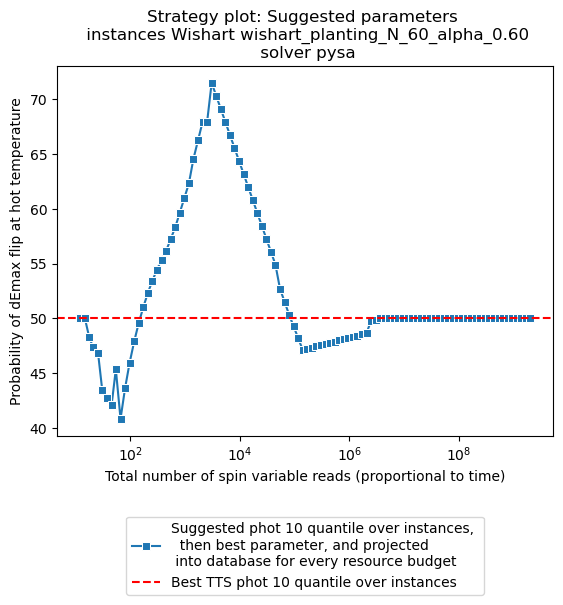 Strategy plot: Suggested parameters
instances Wishart wishart_planting_N_60_alpha_0.60
solver pysa
Probability of dEmax flip at hot temperature
70
65
60
55
50
45
40
10^2
10^4
10^6
10^8
Total number of spin variable reads (proportional to time)
Suggested phot 10 quantile over instances,
then best parameter, and projected
into database for every resource budget
Best TTS phot 10 quantile over instances